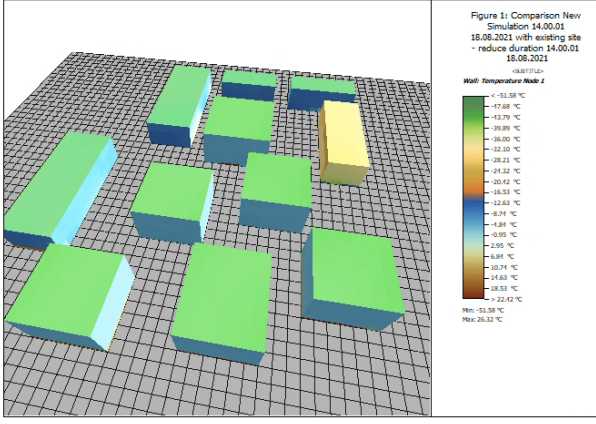 Figure 1: Comparison New
Simulation 14.00.01
18.08.2021 with existing site
- reduce duration 14.00.01
18.08.2021
<SUBTITLE>
Wall: Temperature Node 1
< -51.58 °C
-47.68 °C
-43.79 °C
-39.89 °C
-36.00 °C
-32.10 °C
-28.21 °C
-24.32 °C
-20.42 °C
-16.53 °C
-12.63 °C
-8.74 °C
-4.84 °C
-0.95 °C
2.95 °C
6.84 °C
10.74 °C
14.63 °C
18.53 °C
> 22.42 °C
Min: -51.58 °C
Max: 26.32 °C